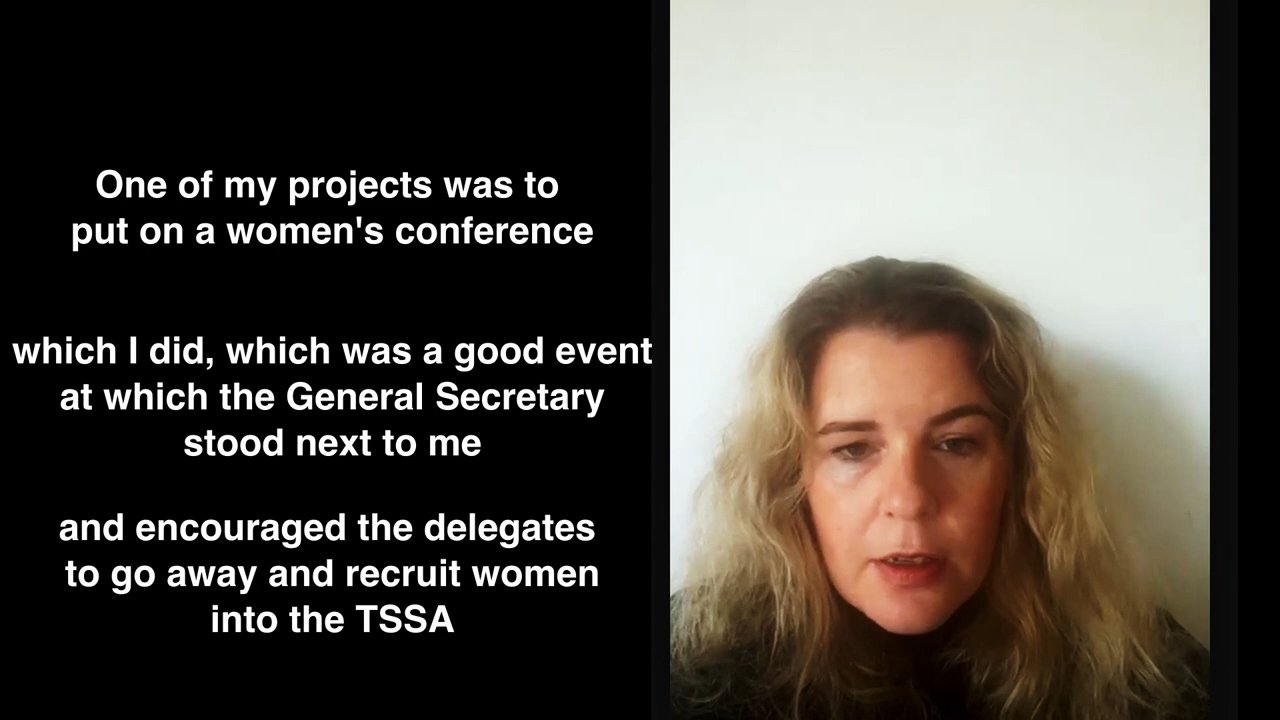 One of my projects was to
put on a women's conference
which I did, which was a good event
at which the General Secretary
stood next to me
and encouraged the delegates
to go away and recruit women
into the TSSA